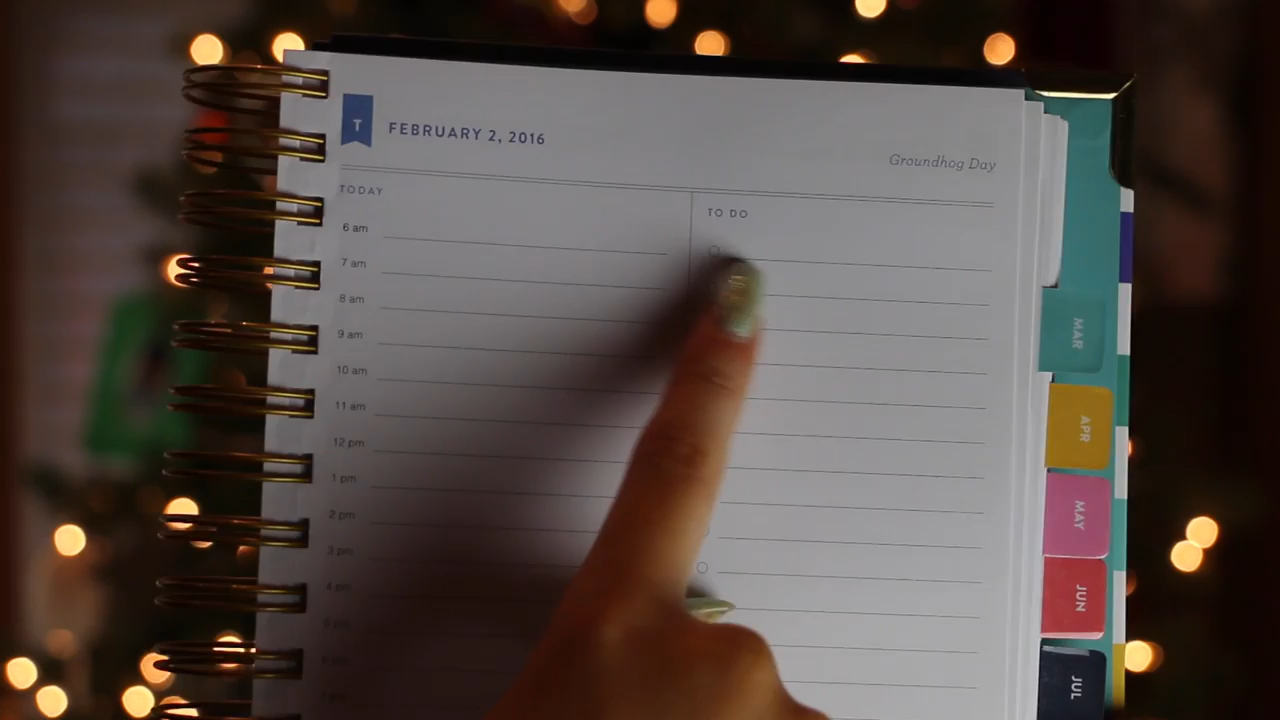 T
FEBRUARY 2, 2016
Groundhog Day
TODAY
TO DO
6 am
7 am
8 am
9 am
10 am
11 am
12 pm
1 pm
2 pm
3 pm
4 pm
MAR
APR
MAY
JUN
JUL